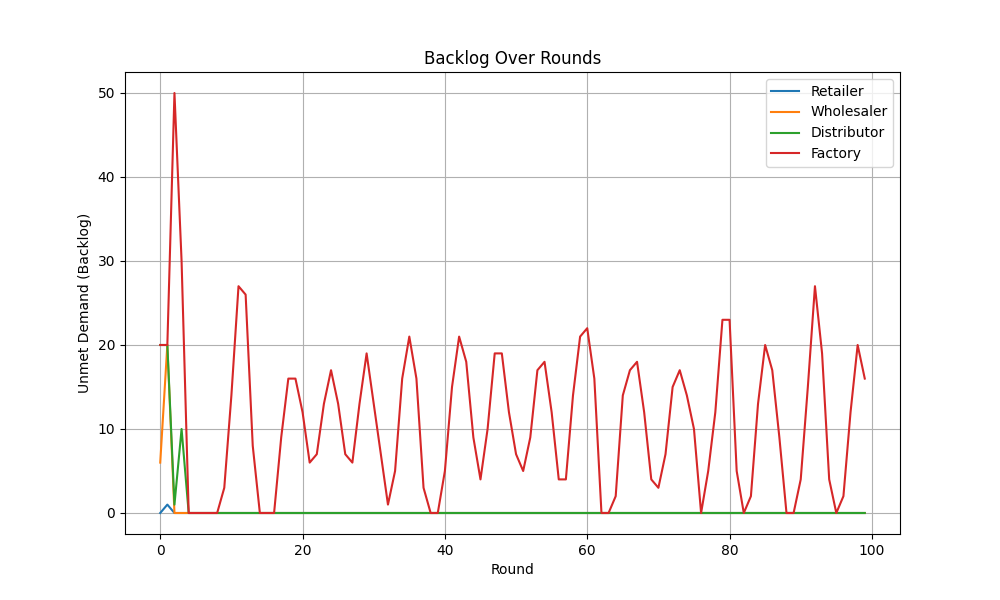 Backlog Over Rounds
Retailer
Wholesaler
Distributor
Factory
Unmet Demand (Backlog)
50
40
30
20
10
0
0 20 40 60 80 100
Round